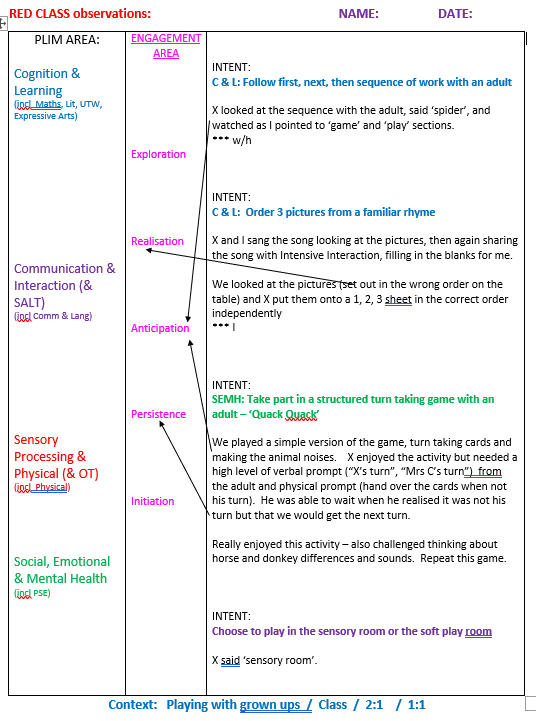 RED CLASS observations: NAME: DATE:
PLIM AREA:
Cognition &
Learning
(incl Maths, Lit, UTW,
Expressive Arts)
Communication &
Interaction (&
SALT)
(incl Comm & Lang)
Sensory
Processing &
Physical (& OT)
(incl Physical)
Social, Emotional
& Mental Health
(incl PSE)
ENGAGEMENT
AREA
Exploration
Realisation
Anticipation
Persistence
Initiation
INTENT:
C & L: Follow first, next, then sequence of work with an adult
X looked at the sequence with the adult, said ‘spider’, and
watched as I pointed to ‘game’ and ‘play’ sections.
*** w/h
INTENT:
C & L: Order 3 pictures from a familiar rhyme
X and I sang the song looking at the pictures, then again sharing
the song with Intensive Interaction, filling in the blanks for me.
We looked at the pictures (set out in the wrong order on the
table) and X put them onto a 1, 2, 3 sheet in the correct order
independently
*** I
INTENT:
SEMH: Take part in a structured turn taking game with an
adult – ‘Quack Quack’
We played a simple version of the game, turn taking cards and
making the animal noises. X enjoyed the activity but needed a
high level of verbal prompt (“X’s turn”, “Mrs C’s turn”) from
the adult and physical prompt (hand over the cards when not
his turn). He was able to wait when he realised it was not his
turn but that we would get the next turn.
Really enjoyed this activity – also challenged thinking about
horse and donkey differences and sounds. Repeat this game.
INTENT:
Choose to play in the sensory room or the soft play room
X said ‘sensory room’.
Context: Playing with grown ups / Class / 2:1 / 1:1